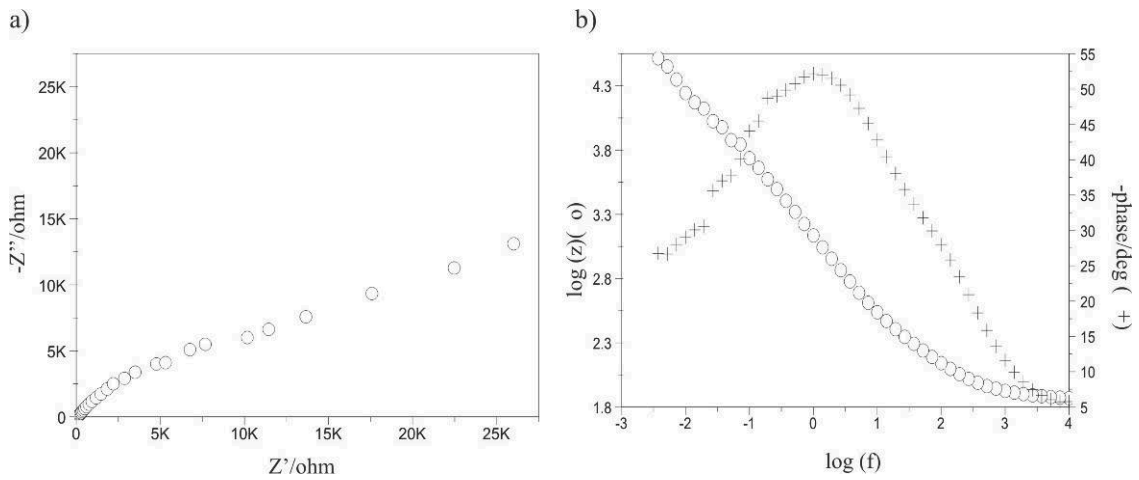 a)
25K
20K
15K
10K
5K
0
0
5K
10K
15K
20K
25K
-Z’’/ohm
Z’/ohm
b)
4.3
3.8
3.3
2.8
2.3
1.8
-3
-2
-1
0
1
2
3
4
55
50
45
40
35
30
25
20
15
10
5
log (z)( o)
-phase/deg ( +)
log (f)